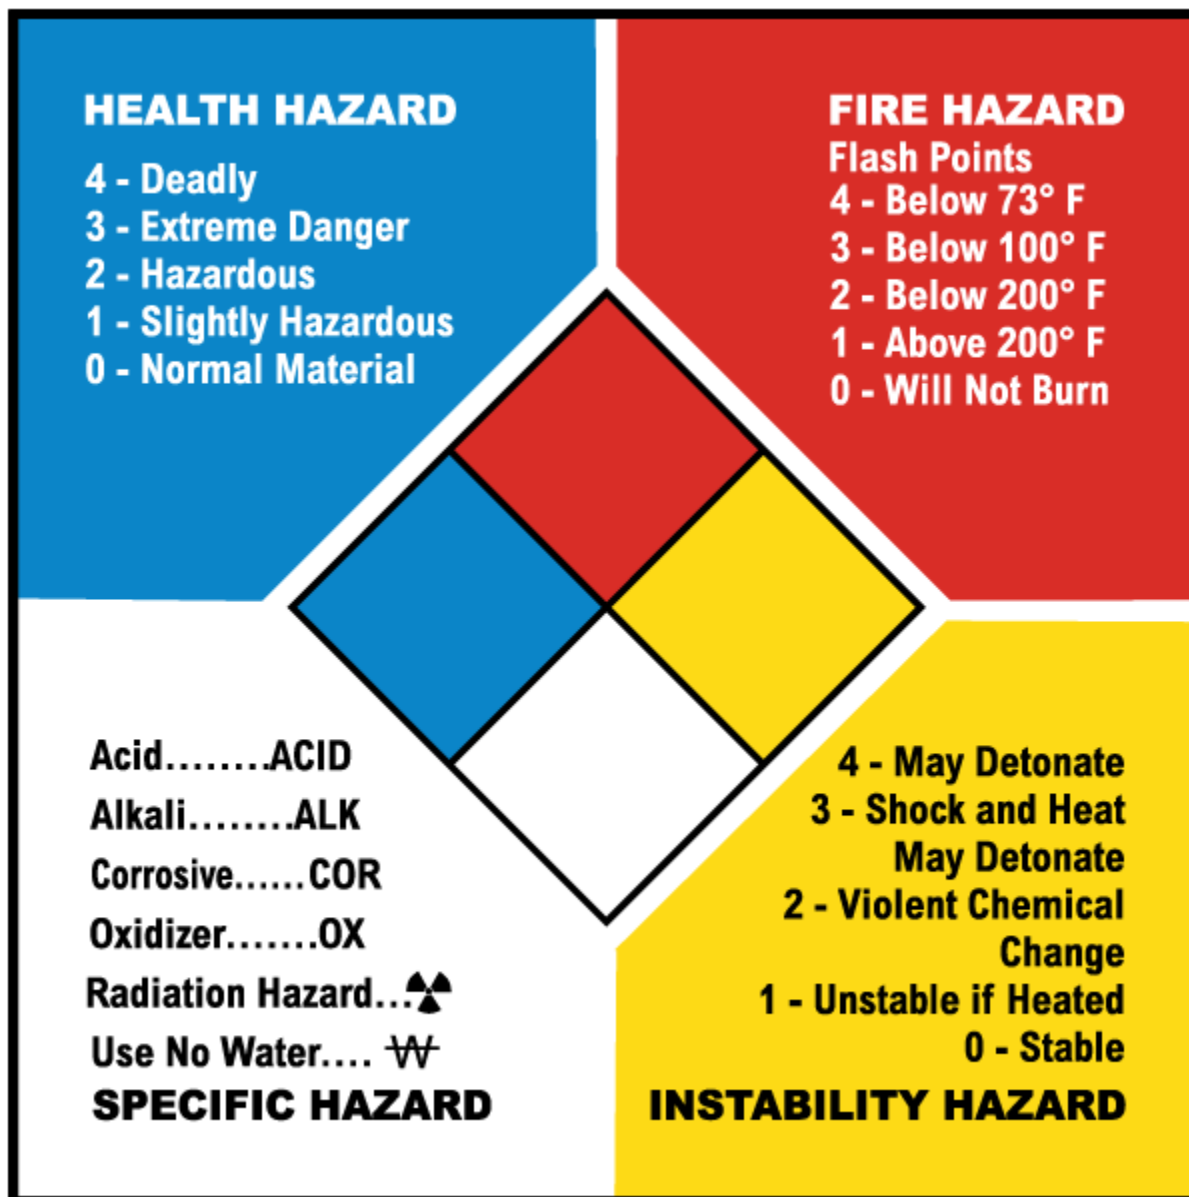 HEALTH HAZARD
4 - Deadly
3 - Extreme Danger
2 - Hazardous
1 - Slightly Hazardous
0 - Normal Material
FIRE HAZARD
Flash Points
4 - Below 73° F
3 - Below 100° F
2 - Below 200° F
1 - Above 200° F
0 - Will Not Burn
Acid........ACID
Alkali........ALK
Corrosive......COR
Oxidizer.......OX
Radiation Hazard...☢
Use No Water.... W̶
SPECIFIC HAZARD
4 - May Detonate
3 - Shock and Heat
May Detonate
2 - Violent Chemical
Change
1 - Unstable if Heated
0 - Stable
INSTABILITY HAZARD